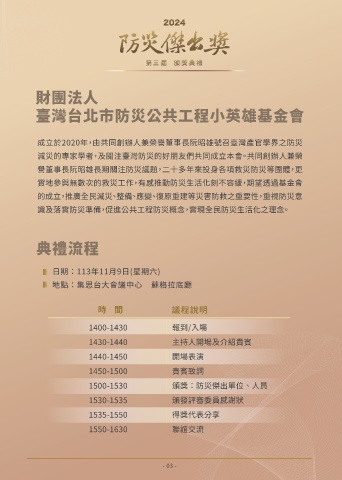 2024
防災傑出獎
第三屆 頒獎典禮
財團法人
臺灣台北市防災公共工程小英雄基金會
成立於2020年，由共同創辦人兼榮譽董事長阮昭雄號召臺灣產官學界之防災
減災的專家學者，及關注臺灣防災的好朋友們共同成立本會。共同創辦人兼榮
譽董事長阮昭雄長期關注防災議題，二十多年來投身各項救災防災等團體，更
實地參與無數次的救災工作，有感推動防災生活化刻不容緩，期望透過基金會
的成立，推廣全民減災、整備、應變、復原重建等災害防救之重要性，重視防災意
識及落實防災準備，促進公共工程防災概念，實現全民防災生活化之理念。
典禮流程
日期：113年11月9日(星期六)
地點：集思台大會議中心 蘇格拉底廳
時 間 議程說明
1400-1430 報到/入場
1430-1440 主持人開場及介紹貴賓
1440-1450 開場表演
1450-1500 貴賓致詞
1500-1530 頒獎：防災傑出單位、人員
1530-1535 頒發評審委員感謝狀
1535-1550 得獎代表分享
1550-1630 聯誼交流
- 03 -